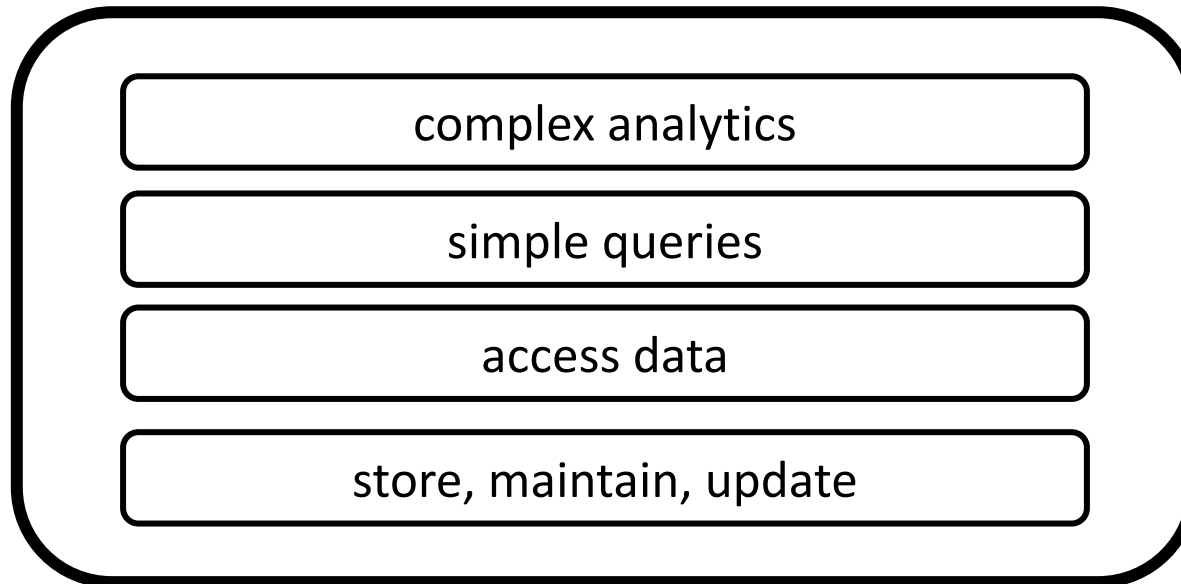 complex analytics
simple queries
access data
store, maintain, update